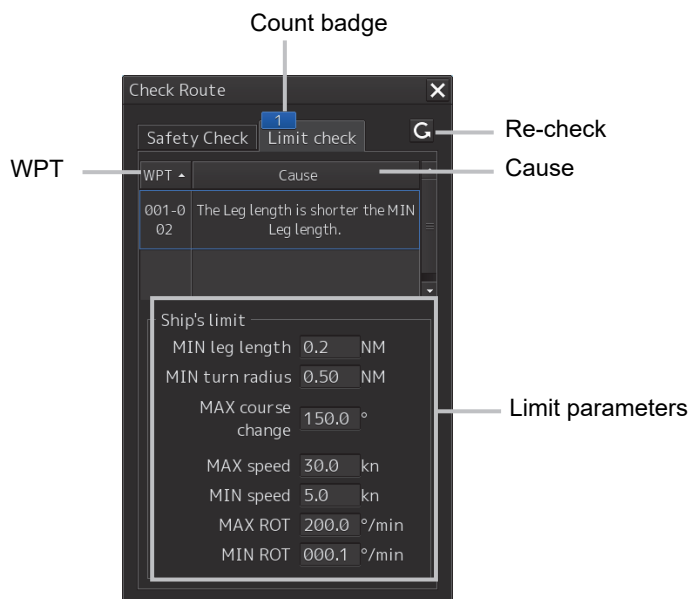 Count badge
Check Route
1
Safety Check Limit check
Re-check
WPT
WPT Cause
Cause
001-0
02
The Leg length is shorter the MIN
Leg length.
Ship's limit
MIN leg length 0.2 NM
MIN turn radius 0.50 NM
MAX course
change
150.0 °
Limit parameters
MAX speed 30.0 kn
MIN speed 5.0 kn
MAX ROT 200.0 °/min
MIN ROT 000.1 °/min